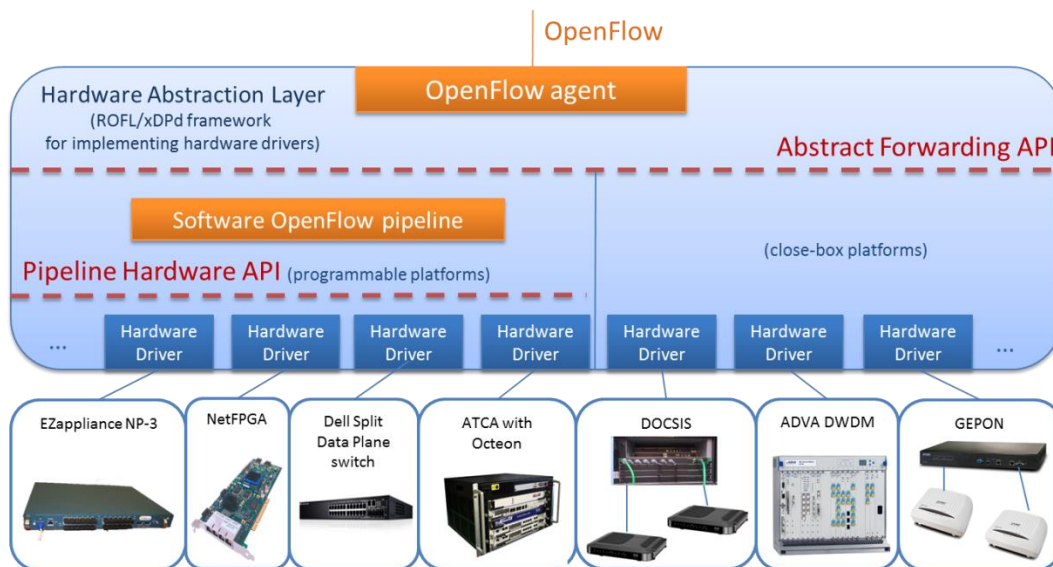 OpenFlow
OpenFlow agent
Hardware Abstraction Layer
(ROFL/xDPd framework
for implementing hardware drivers)
Abstract Forwarding API
Software OpenFlow pipeline
(close-box platforms)
Pipeline Hardware API (programmable platforms)
...
Hardware
Driver
Hardware
Driver
Hardware
Driver
Hardware
Driver
Hardware
Driver
Hardware
Driver
Hardware
Driver
...
EZappliance NP-3
NetFPGA
Dell Split
Data Plane
switch
ATCA with
Octeon
DOCSIS
ADVA DWDM
GEPON